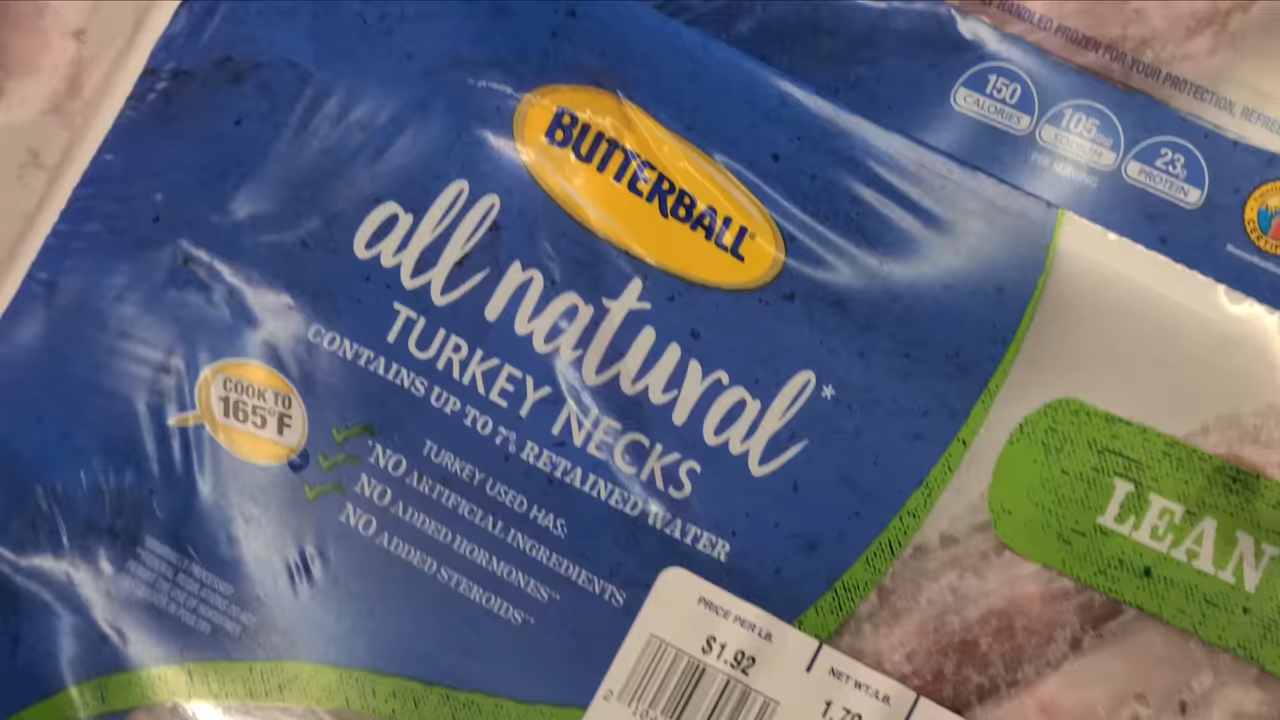 LY HANDLED FROZEN FOR YOUR PROTECTION, REFRE
150
CALORIES
105mg
SODIUM
PER SERVING
23g
PROTEIN
BUTTERBALL
all natural*
TURKEY NECKS
CONTAINS UP TO 7% RETAINED WATER
COOK TO
165°F
TURKEY USED HAS:
*NO ARTIFICIAL INGREDIENTS
NO ADDED HORMONES**
NO ADDED STEROIDS**
LEAN
PRICE PER LB.
$1.92
NET WT./LB.